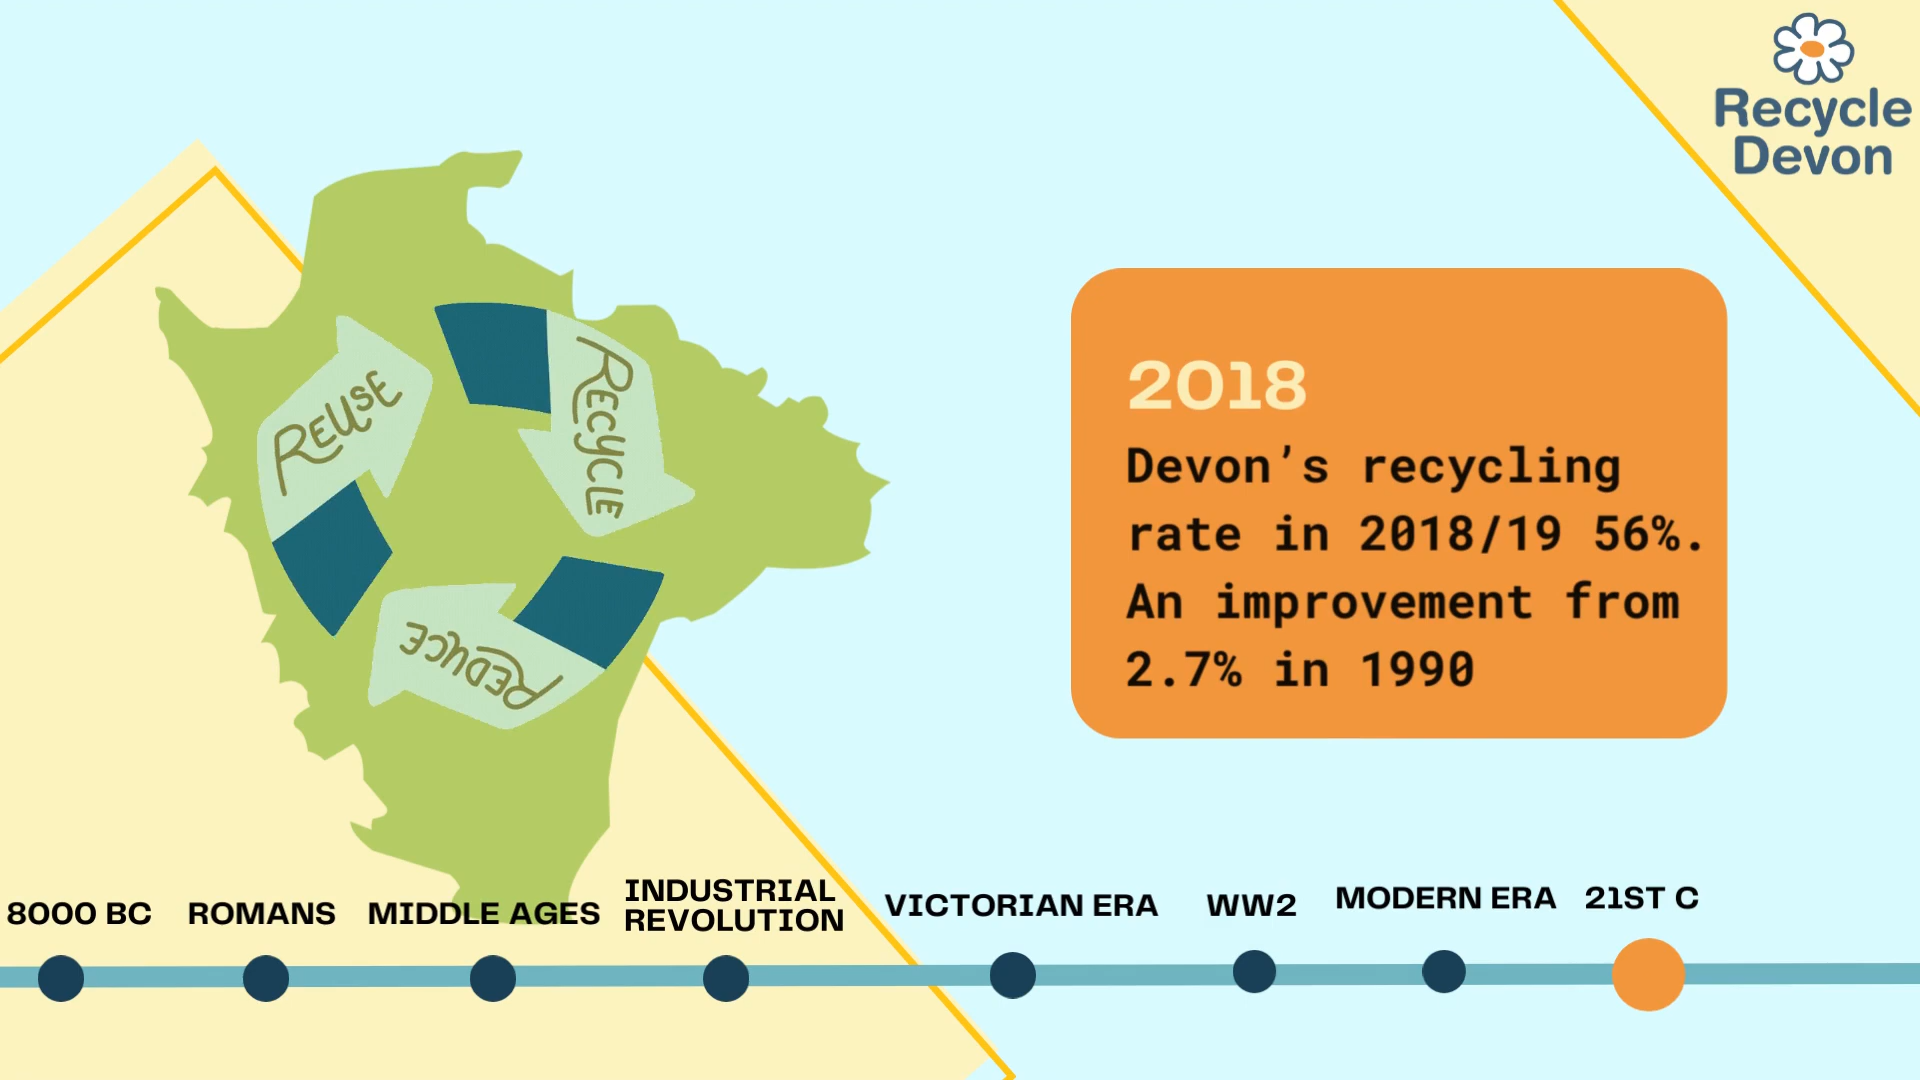 Recycle
Devon
REUSE
RECYCLE
REDUCE
2018
Devon’s recycling
rate in 2018/19 56%.
An improvement from
2.7% in 1990
8000 BC
ROMANS
MIDDLE AGES
INDUSTRIAL
REVOLUTION
VICTORIAN ERA
WW2
MODERN ERA
21ST C